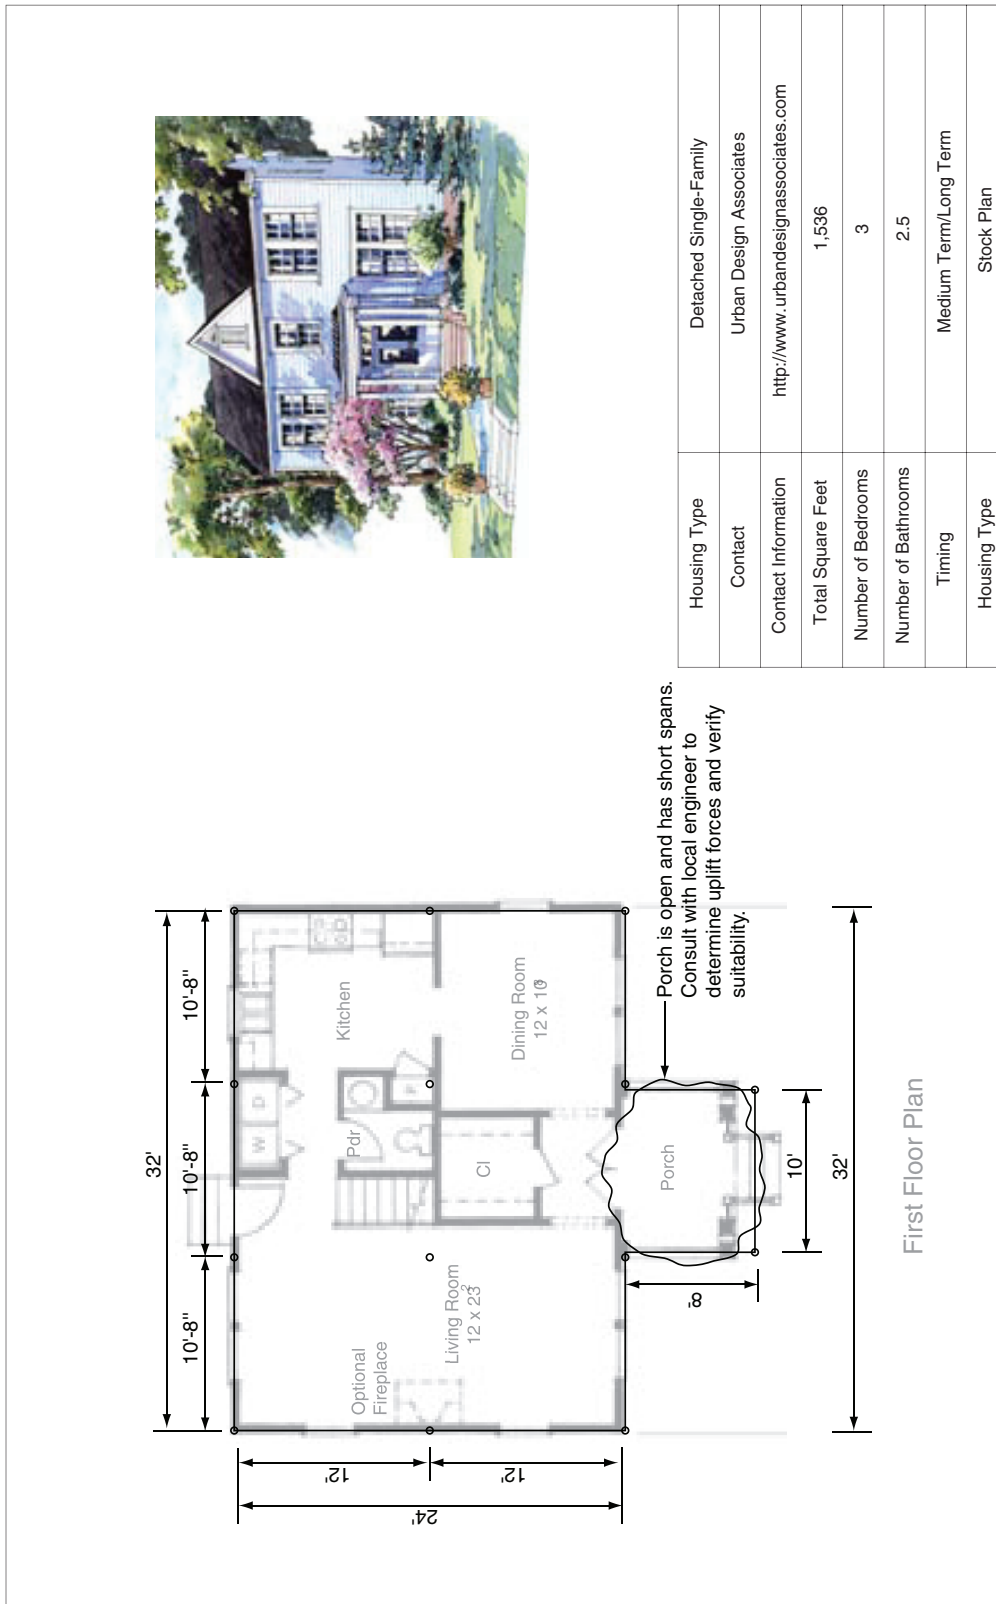 32'
10'-8"
10'-8"
10'-8"
24'
12'
12'
W
D
Pdr
Kitchen
Optional
Fireplace
Living Room
12 x 23²
Cl
Dining Room
12 x 10
Porch
8'
10'
32'
Porch is open and has short spans.
Consult with local engineer to
determine uplift forces and verify
suitability.
First Floor Plan
Housing Type Detached Single-Family
Contact Urban Design Associates
Contact Information http://www.urbandesignassociates.com
Total Square Feet 1,536
Number of Bedrooms 3
Number of Bathrooms 2.5
Timing Medium Term/Long Term
Housing Type Stock Plan